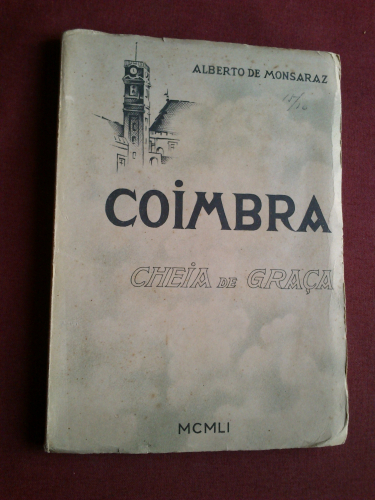 ALBERTO DE MONSARAZ
COIMBRA
CHEIA DE GRAÇA
MCMLI